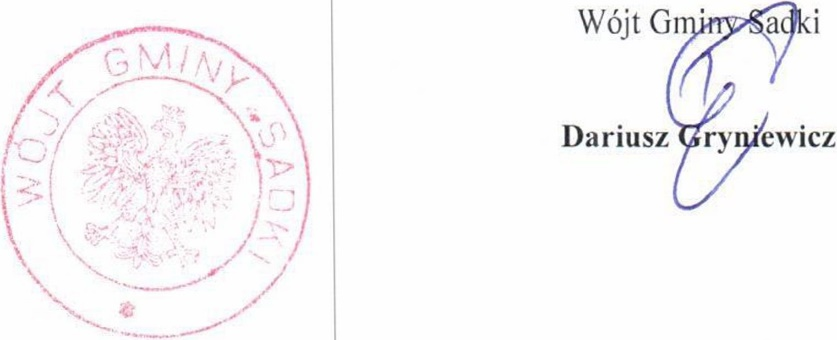 WÓJT GMINY * SADKI *
Wójt Gminy Sadki
Dariusz Gryniewicz